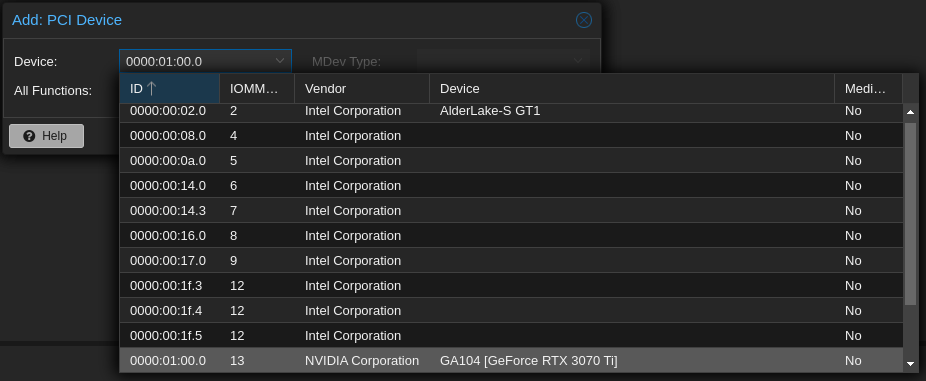 Add: PCI Device
Device: 0000:01:00.0 MDev Type:
All Functions:
Help
ID IOMM... Vendor Device Medi...
0000:00:02.0 2 Intel Corporation AlderLake-S GT1 No
0000:00:08.0 4 Intel Corporation No
0000:00:0a.0 5 Intel Corporation No
0000:00:14.0 6 Intel Corporation No
0000:00:14.3 7 Intel Corporation No
0000:00:16.0 8 Intel Corporation No
0000:00:17.0 9 Intel Corporation No
0000:00:1f.3 12 Intel Corporation No
0000:00:1f.4 12 Intel Corporation No
0000:00:1f.5 12 Intel Corporation No
0000:01:00.0 13 NVIDIA Corporation GA104 [GeForce RTX 3070 Ti] No